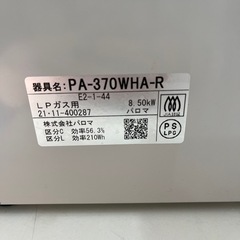 器具名: PA-370WHA-R
E2-1-44
LPガス用 8.50kW
21·11-400287 パロマ
株式会社パロマ
区分C 効率56.3%
区分L 効率210Wh
PS
LPG